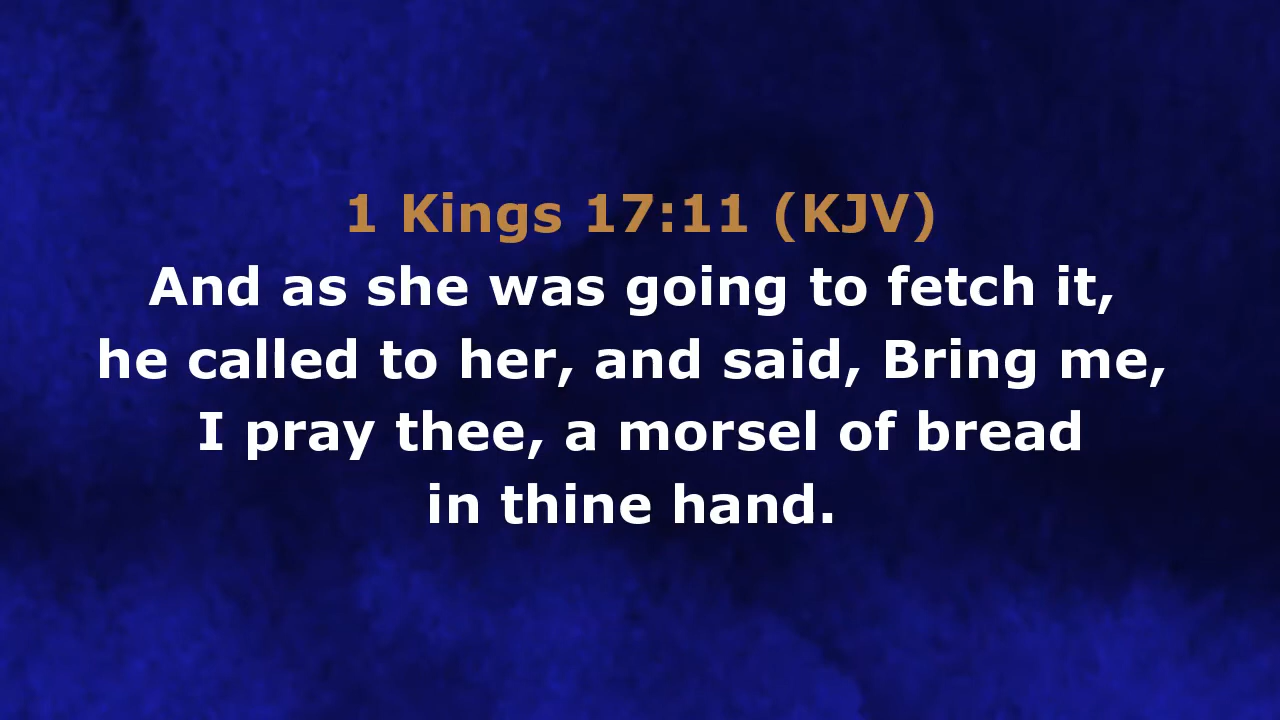 1 Kings 17:11 (KJV)
And as she was going to fetch it,
he called to her, and said, Bring me,
I pray thee, a morsel of bread
in thine hand.